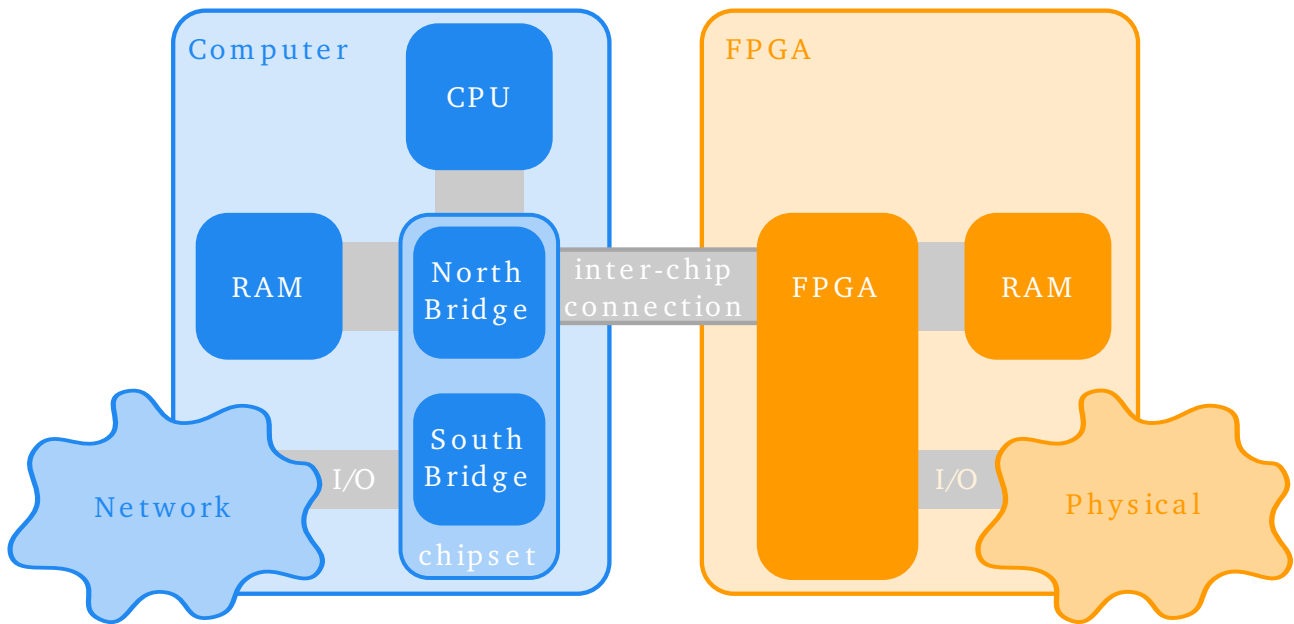 Computer
CPU
RAM
North
Bridge
South
Bridge
chipset
I/O
Network
inter-chip
connection
FPGA
FPGA
RAM
I/O
Physical